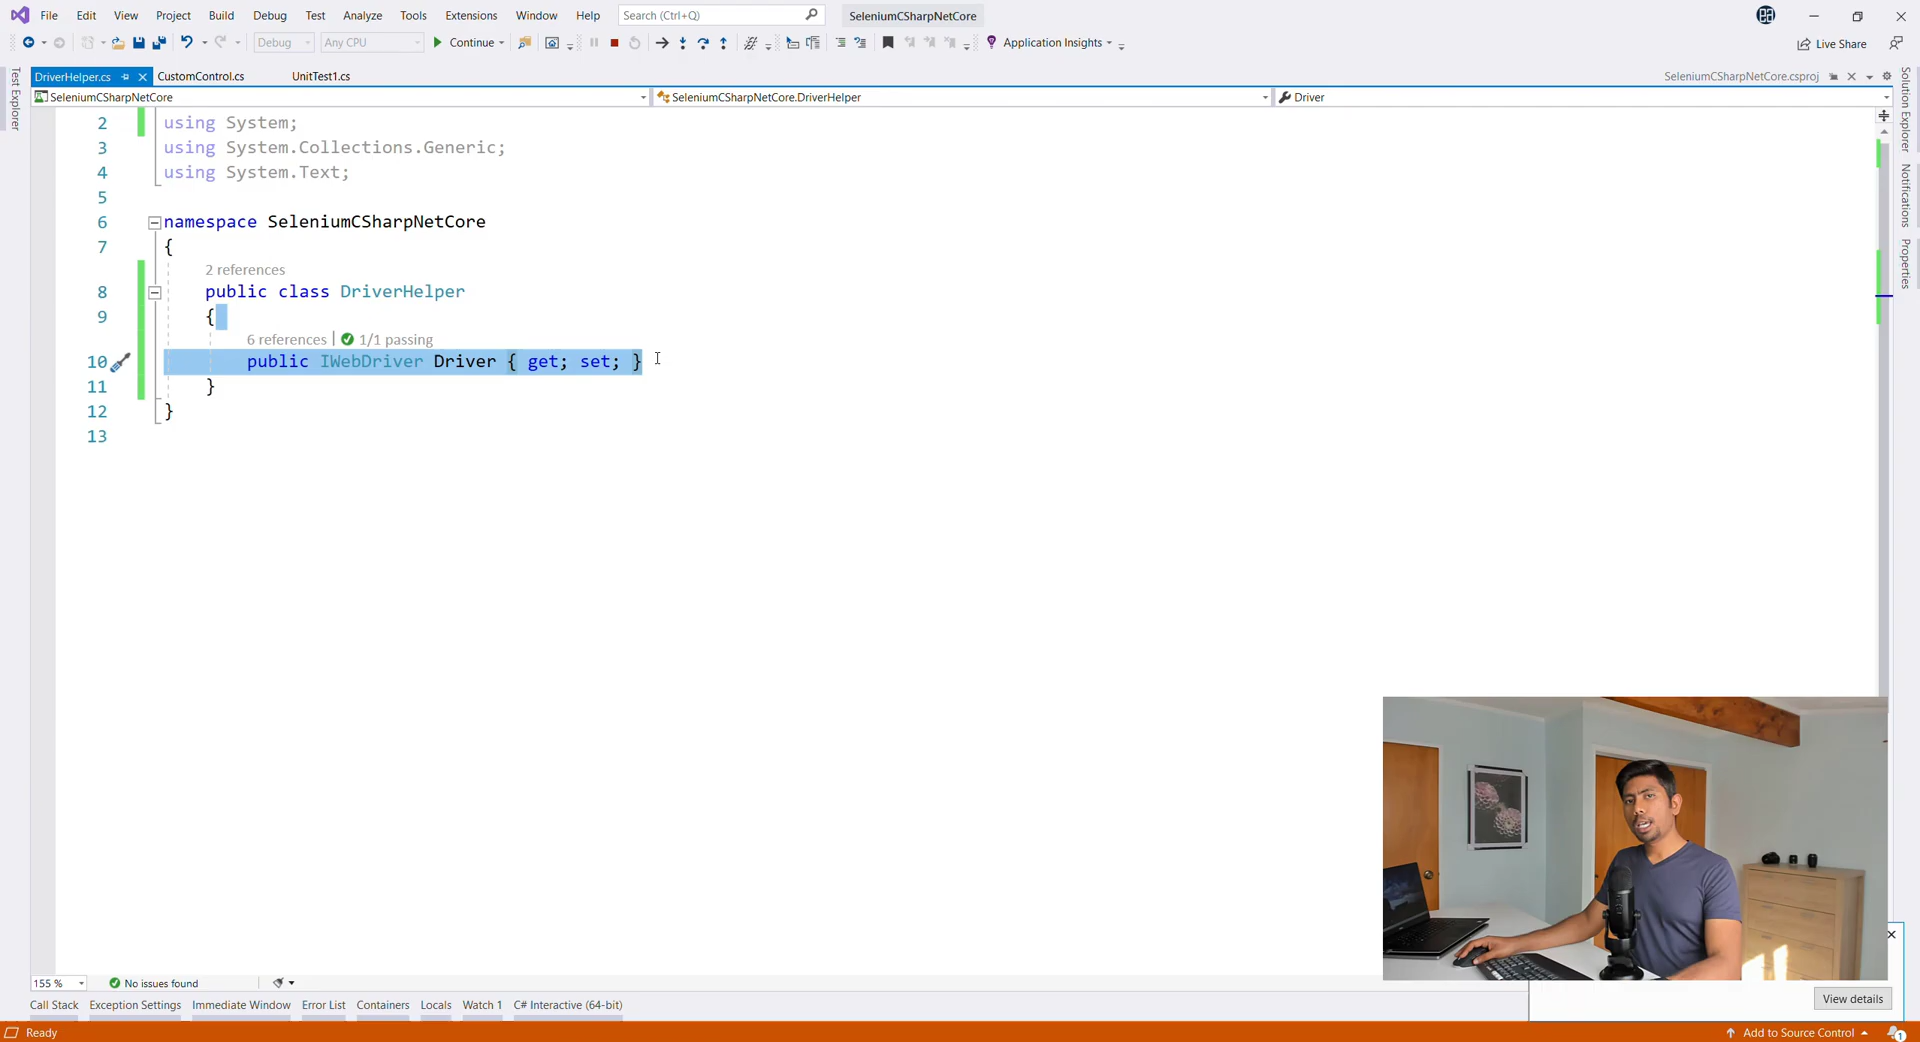 File Edit View Project Build Debug Test Analyze Tools Extensions Window Help Search (Ctrl+Q) SeleniumCSharpNetCore
Debug Any CPU Continue Application Insights Live Share
DriverHelper.cs CustomControl.cs UnitTest1.cs SeleniumCSharpNetCore.csproj
SeleniumCSharpNetCore SeleniumCSharpNetCore.DriverHelper Driver
Test Explorer
Solution Explorer
Notifications
Properties
2 using System;
3 using System.Collections.Generic;
4 using System.Text;
5
6 namespace SeleniumCSharpNetCore
7 {
2 references
8 public class DriverHelper
9 {
6 references | 1/1 passing
10 public IWebDriver Driver { get; set; }
11 }
12 }
13
155 % No issues found
View details
Call Stack Exception Settings Immediate Window Error List Containers Locals Watch 1 C# Interactive (64-bit)
Ready Add to Source Control 1